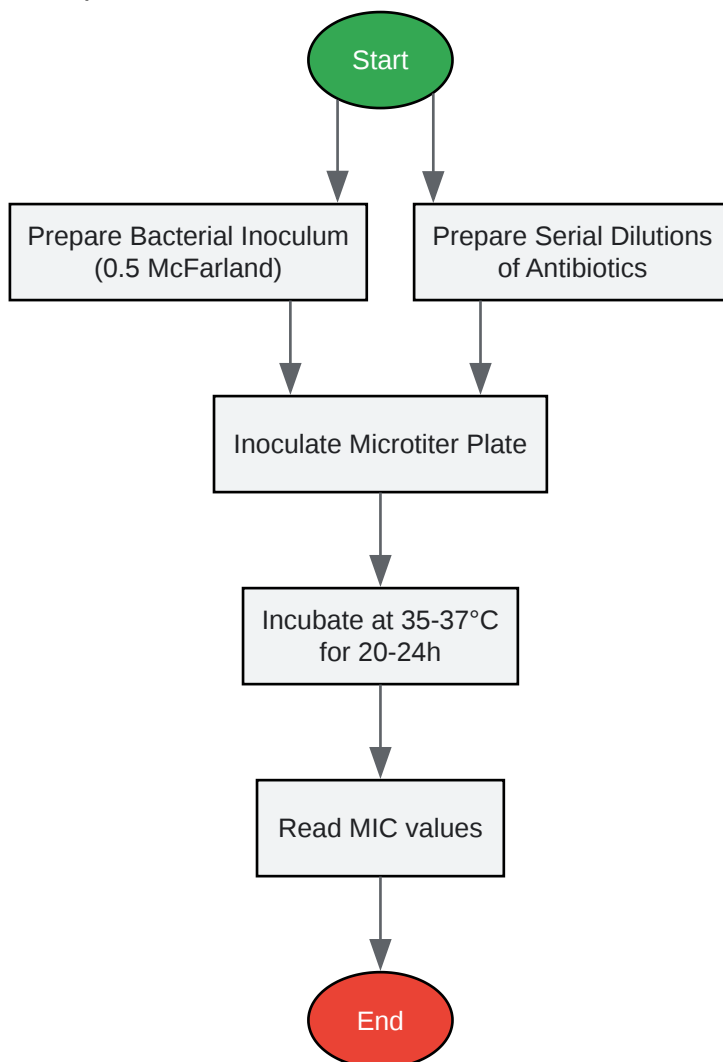 Start
Prepare Bacterial Inoculum
(0.5 McFarland)
Prepare Serial Dilutions
of Antibiotics
Inoculate Microtiter Plate
Incubate at 35-37°C
for 20-24h
Read MIC values
End